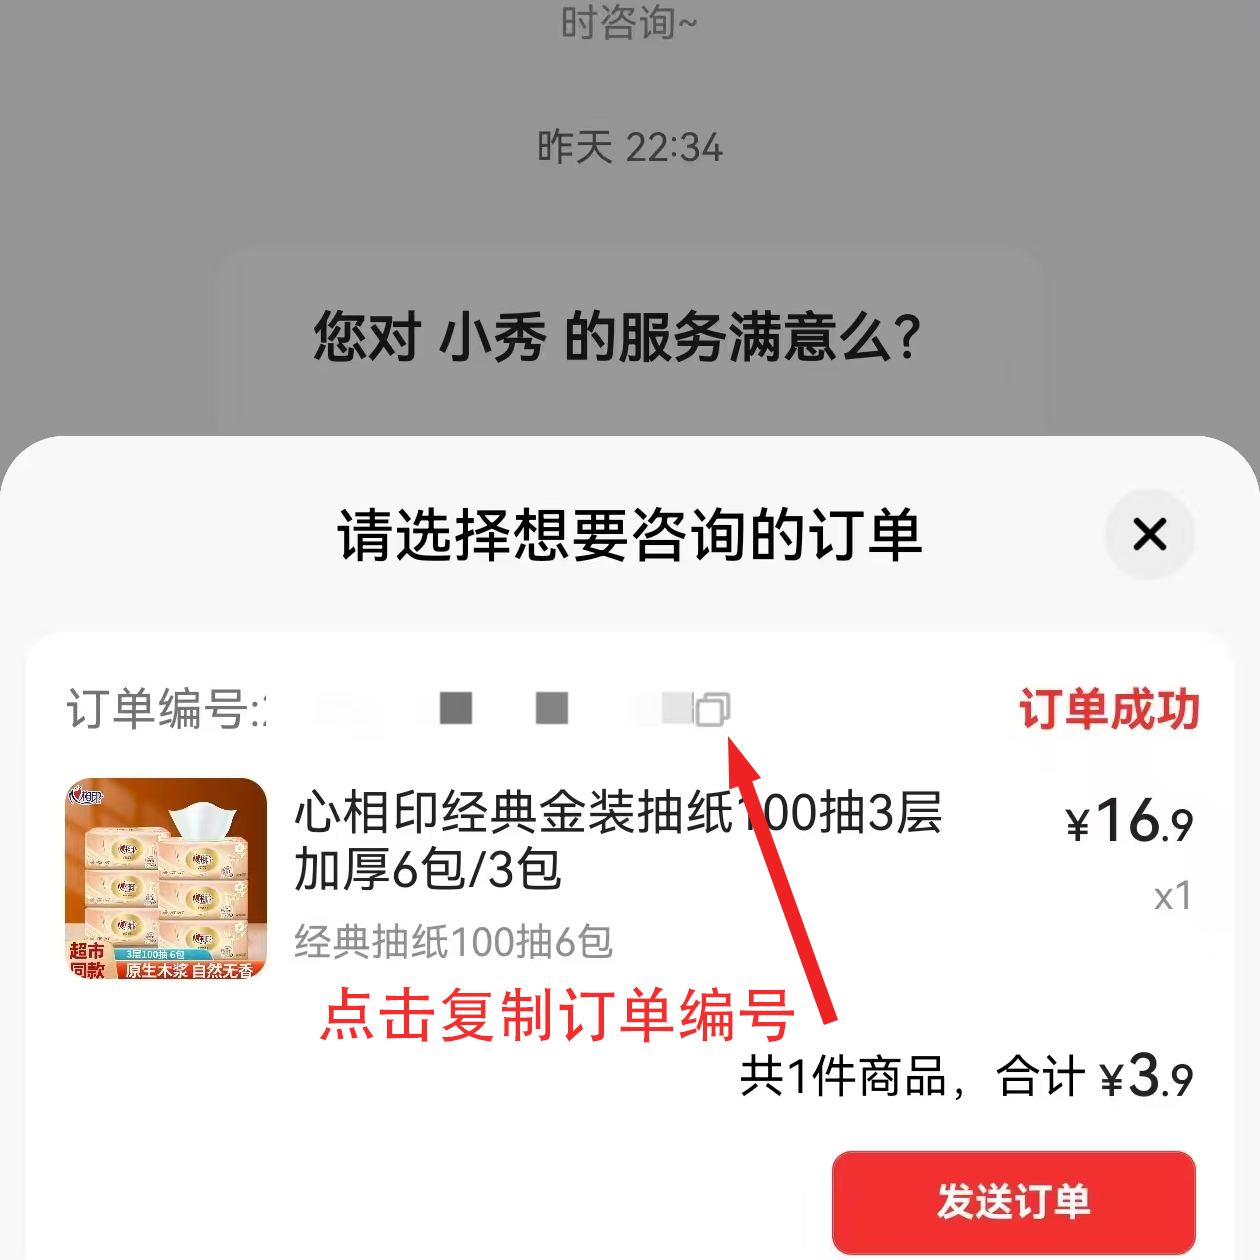 时咨询~
昨天 22:34
您对 小秀 的服务满意么?
请选择想要咨询的订单
订单编号:
订单成功
心相印经典金装抽纸100抽3层
加厚6包/3包
¥16.9
x1
经典抽纸100抽6包
心相印
超市
同款
3层100抽 6包
原生木浆 自然无香
点击复制订单编号
共1件商品，合计 ¥3.9
发送订单